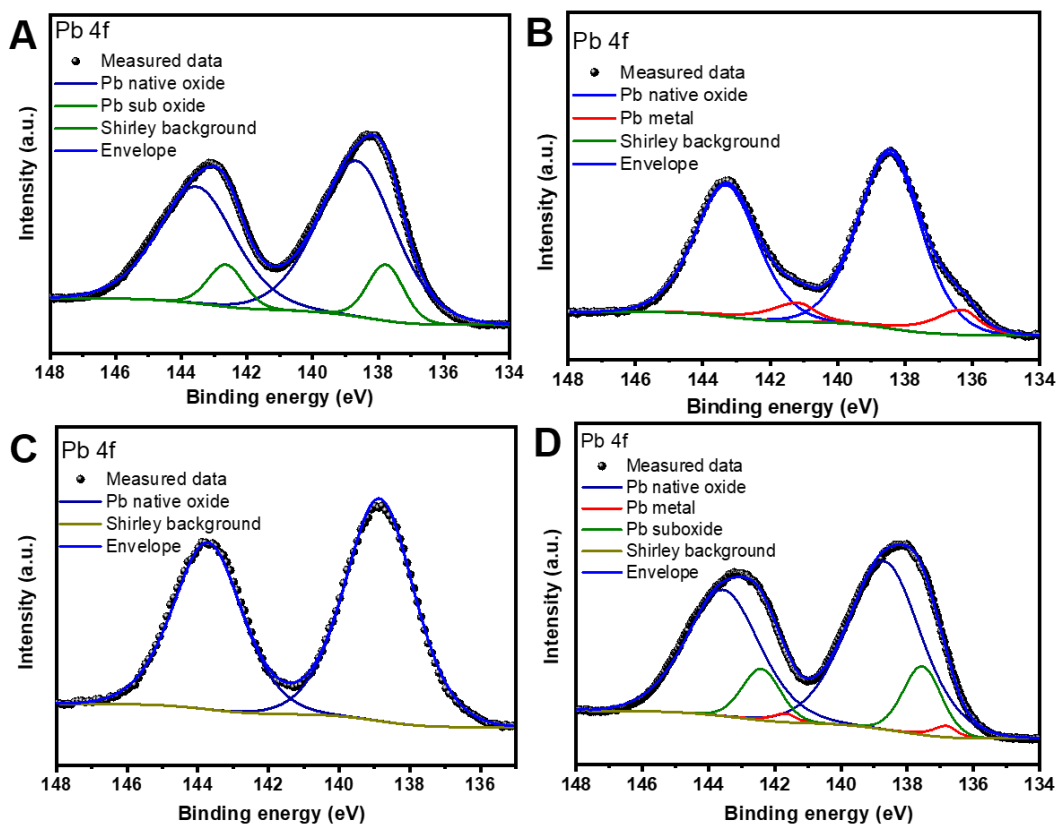 A
Pb 4f
Measured data
Pb native oxide
Pb sub oxide
Shirley background
Envelope
Intensity (a.u.)
148 146 144 142 140 138 136 134
Binding energy (eV)
B
Pb 4f
Measured data
Pb native oxide
Pb metal
Shirley background
Envelope
Intensity (a.u.)
148 146 144 142 140 138 136 134
Binding energy (eV)
C
Pb 4f
Measured data
Pb native oxide
Shirley background
Envelope
Intensity (a.u.)
148 146 144 142 140 138 136
Binding energy (eV)
D
Pb 4f
Measured data
Pb native oxide
Pb metal
Pb suboxide
Shirley background
Envelope
Intensity (a.u.)
148 146 144 142 140 138 136 134
Binding energy (eV)